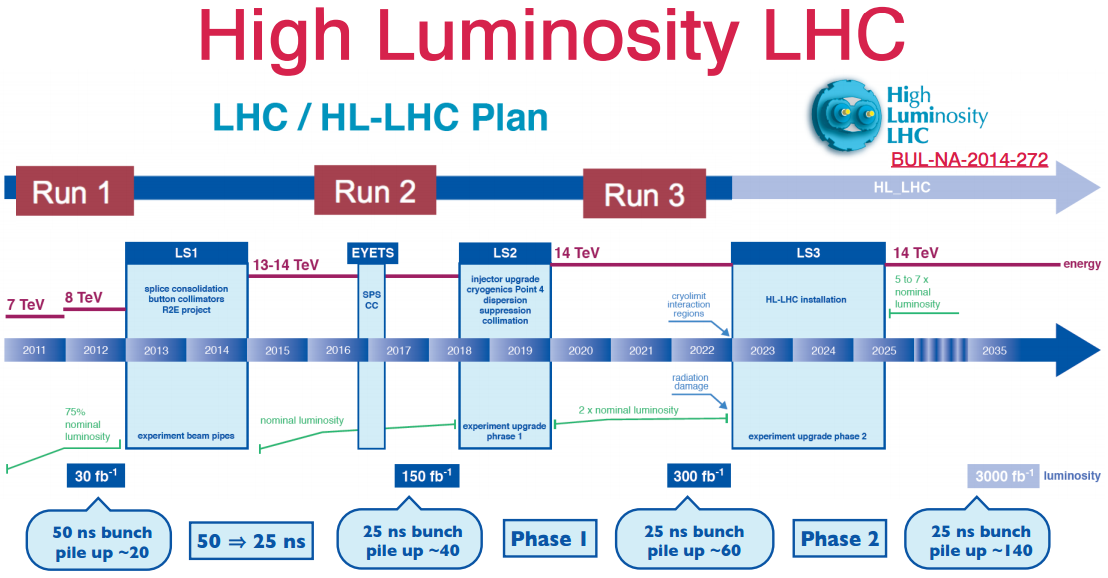 High Luminosity LHC
LHC / HL-LHC Plan
High
Luminosity
LHC
BUL-NA-2014-272
Run 1
Run 2
Run 3
HL_LHC
LS1
EYETS
LS2
14 TeV
LS3
14 TeV
13-14 TeV
energy
7 TeV
8 TeV
splice consolidation
button collimators
R2E project
SPS
CC
injector upgrade
cryogenics Point 4
dispersion
suppression
collimation
cryolimit
interaction
regions
HL-LHC installation
5 to 7 x
nominal
luminosity
2011
2012
2013
2014
2015
2016
2017
2018
2019
2020
2021
2022
2023
2024
2025
2035
radiation
damage
75%
nominal
luminosity
nominal luminosity
2 x nominal luminosity
experiment beam pipes
experiment upgrade
phrase 1
experiment upgrade phase 2
30 fb-1
150 fb-1
300 fb-1
3000 fb-1
luminosity
50 ns bunch
pile up ~20
50 ⇒ 25 ns
25 ns bunch
pile up ~40
Phase 1
25 ns bunch
pile up ~60
Phase 2
25 ns bunch
pile up ~140